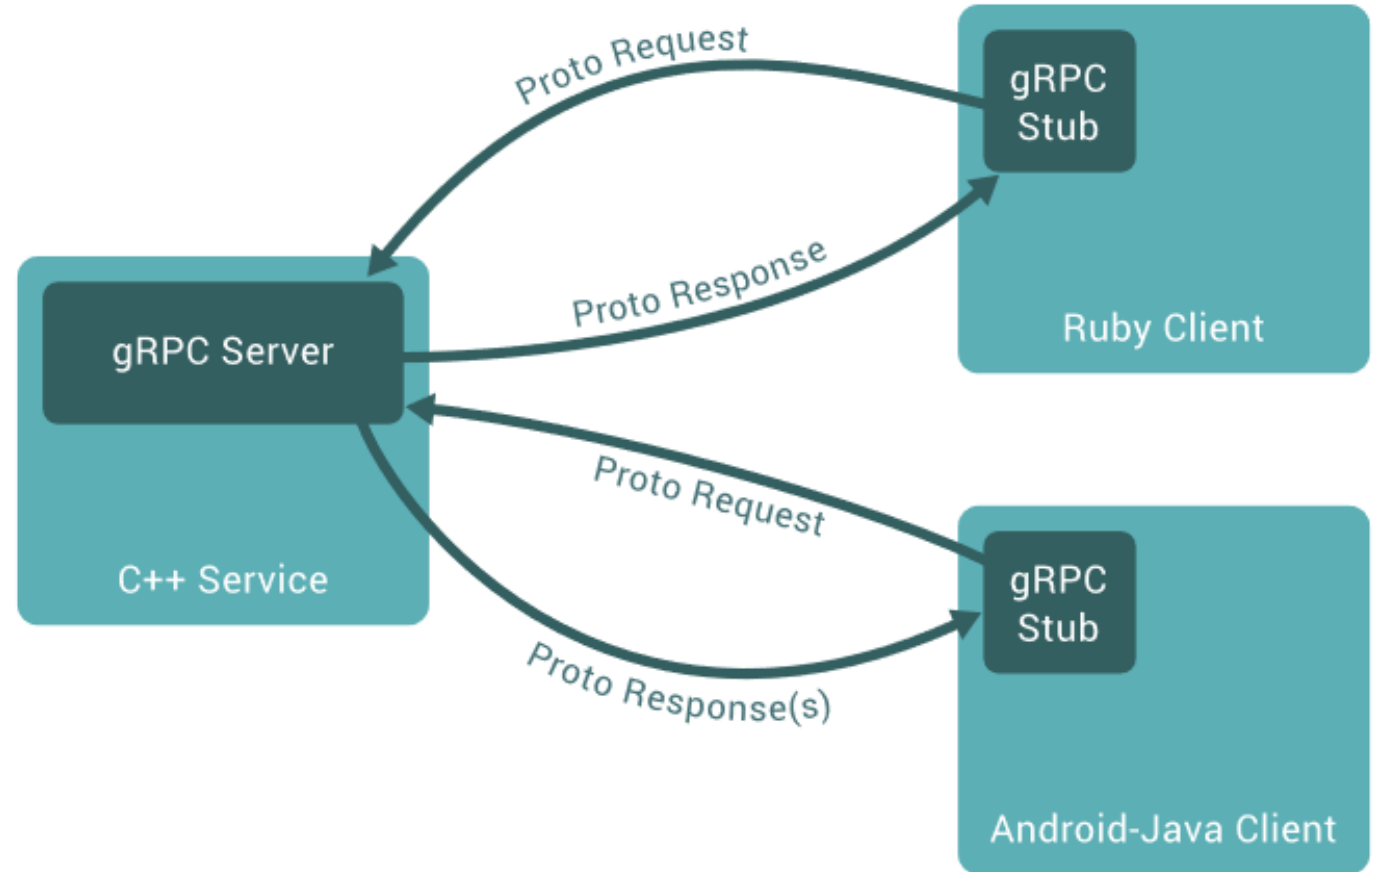 Proto Request
gRPC
Stub
Proto Response
Ruby Client
gRPC Server
C++ Service
Proto Request
gRPC
Stub
Proto Response(s)
Android-Java Client